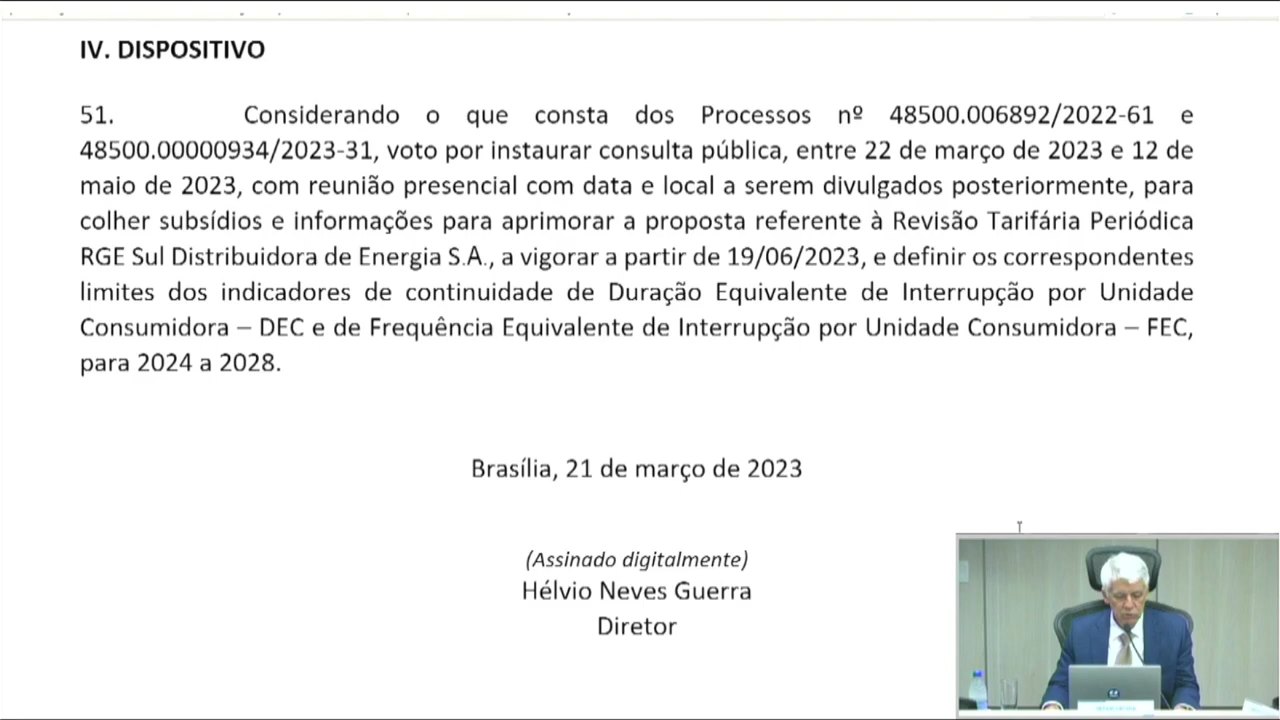 IV. DISPOSITIVO
51. Considerando o que consta dos Processos nº 48500.006892/2022-61 e
48500.00000934/2023-31, voto por instaurar consulta pública, entre 22 de março de 2023 e 12 de
maio de 2023, com reunião presencial com data e local a serem divulgados posteriormente, para
colher subsídios e informações para aprimorar a proposta referente à Revisão Tarifária Periódica
RGE Sul Distribuidora de Energia S.A., a vigorar a partir de 19/06/2023, e definir os correspondentes
limites dos indicadores de continuidade de Duração Equivalente de Interrupção por Unidade
Consumidora – DEC e de Frequência Equivalente de Interrupção por Unidade Consumidora – FEC,
para 2024 a 2028.
Brasília, 21 de março de 2023
(Assinado digitalmente)
Hélvio Neves Guerra
Diretor